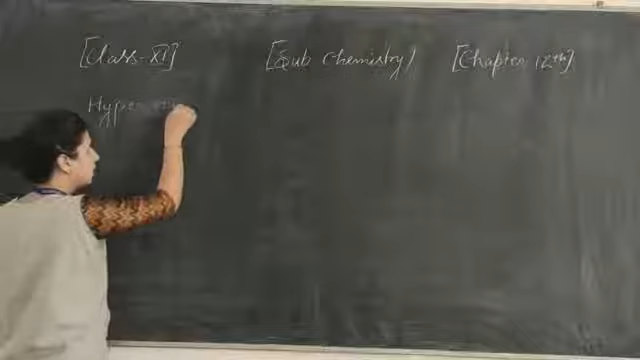 [Class-XI] [Sub Chemistry) [Chapter 12th]
Hyper